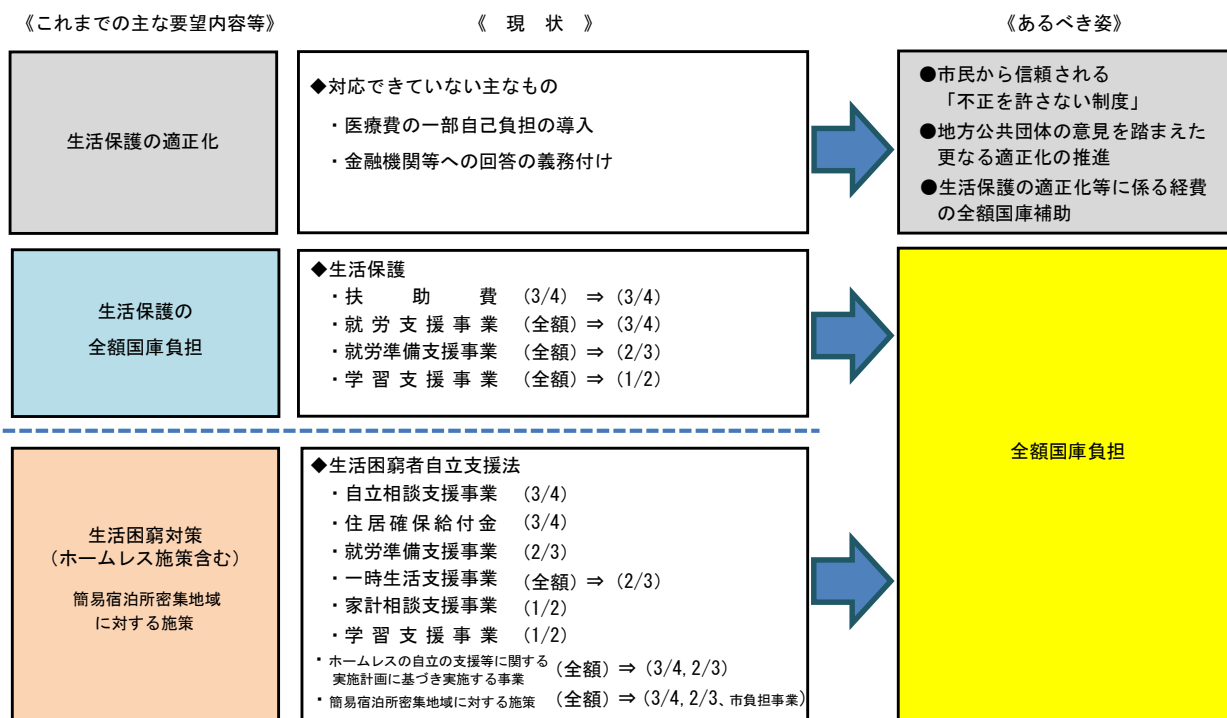 《これまでの主な要望内容等》
《 現 状 》
《あるべき姿》
生活保護の適正化
◆対応できていない主なもの
・医療費の一部自己負担の導入
・金融機関等への回答の義務付け
●市民から信頼される
「不正を許さない制度」
●地方公共団体の意見を踏まえた
更なる適正化の推進
●生活保護の適正化等に係る経費
の全額国庫補助
生活保護の
全額国庫負担
◆生活保護
・扶助費 (3/4) ⇒ (3/4)
・就労支援事業 (全額) ⇒ (3/4)
・就労準備支援事業 (全額) ⇒ (2/3)
・学習支援事業 (全額) ⇒ (1/2)
生活困窮対策
(ホームレス施策含む)
簡易宿泊所密集地域
に対する施策
◆生活困窮者自立支援法
・自立相談支援事業 (3/4)
・住居確保給付金 (3/4)
・就労準備支援事業 (2/3)
・一時生活支援事業 (全額) ⇒ (2/3)
・家計相談支援事業 (1/2)
・学習支援事業 (1/2)
・ホームレスの自立の支援等に関する
実施計画に基づき実施する事業 (全額) ⇒ (3/4, 2/3)
・簡易宿泊所密集地域に対する施策 (全額) ⇒ (3/4, 2/3、市負担事業)
全額国庫負担